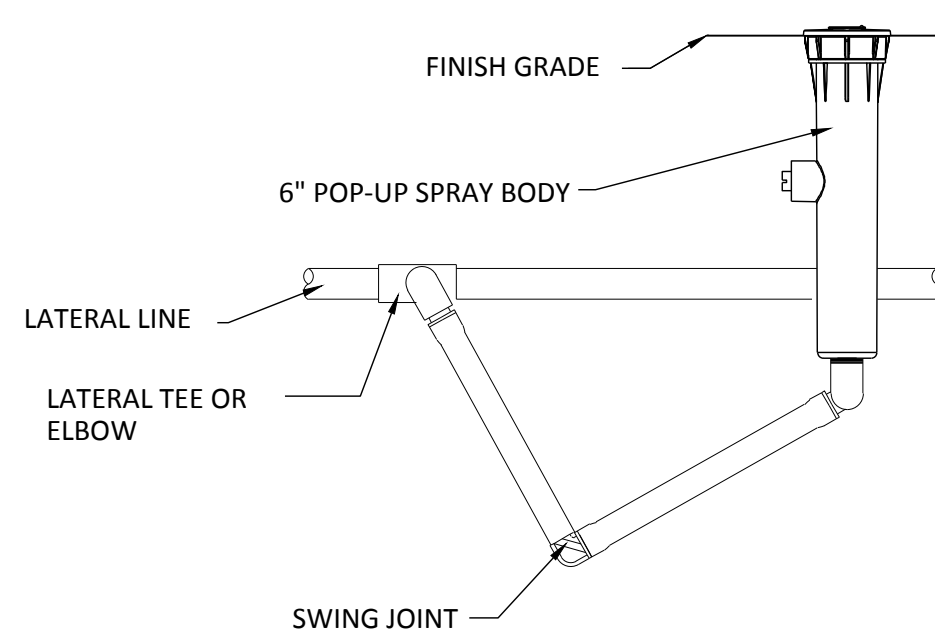 FINISH GRADE
6" POP-UP SPRAY BODY
LATERAL LINE
LATERAL TEE OR
ELBOW
SWING JOINT